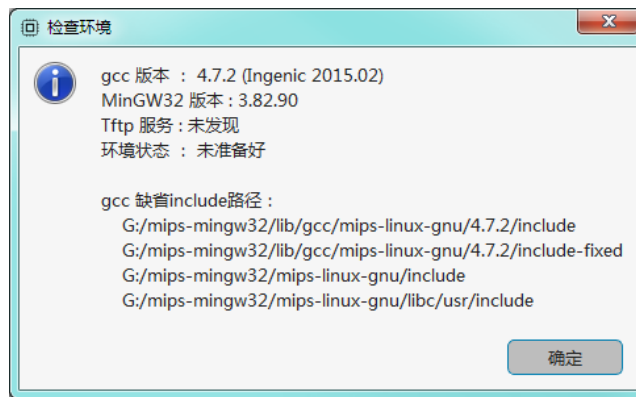 检查环境
gcc 版本 ： 4.7.2 (Ingenic 2015.02)
MinGW32 版本 : 3.82.90
Tftp 服务 : 未发现
环境状态 ： 未准备好
gcc 缺省include路径 :
G:/mips-mingw32/lib/gcc/mips-linux-gnu/4.7.2/include
G:/mips-mingw32/lib/gcc/mips-linux-gnu/4.7.2/include-fixed
G:/mips-mingw32/mips-linux-gnu/include
G:/mips-mingw32/mips-linux-gnu/libc/usr/include
确定